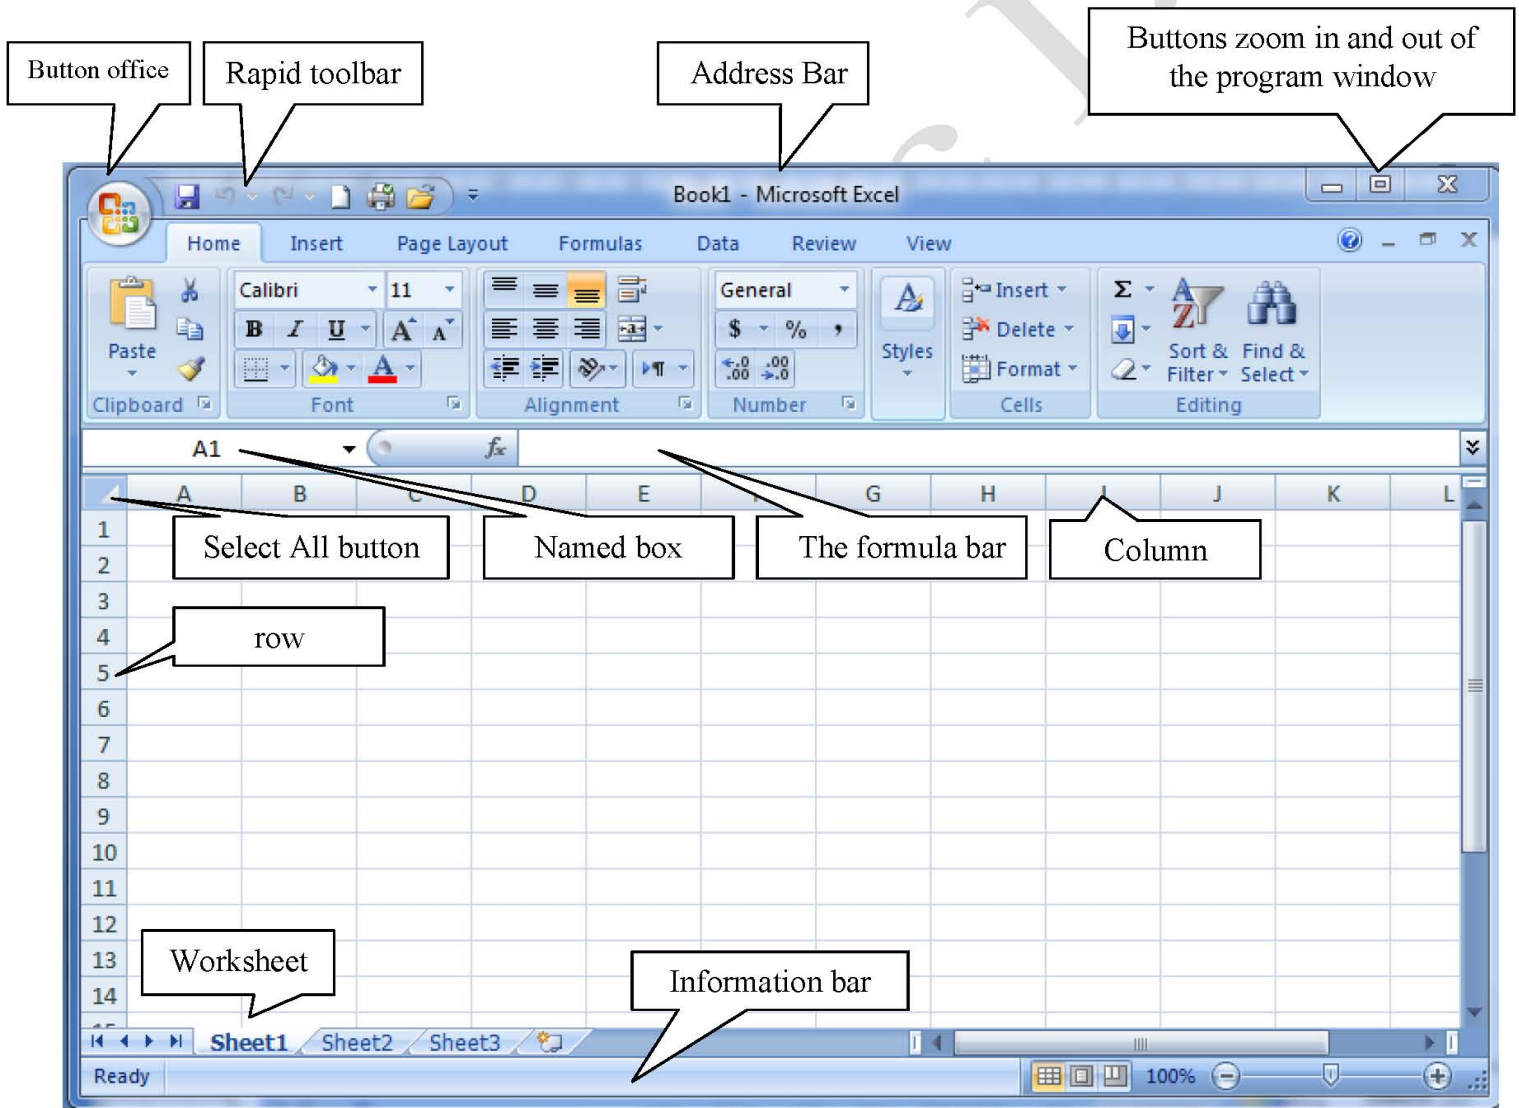 Button office
Rapid toolbar
Address Bar
Buttons zoom in and out of
the program window
Book1 - Microsoft Excel
Home Insert Page Layout Formulas Data Review View
Calibri 11 General Insert Σ
B I U A A $ % , Delete
Paste Styles Sort & Find &
A .00 .00 Format Filter Select
Clipboard Font Alignment Number Cells Editing
A1 fx
A B C D E G H I J K L
1
Select All button
Named box
The formula bar
Column
2
3
4
row
5
6
7
8
9
10
11
12
13
Worksheet
Information bar
14
15
Sheet1 Sheet2 Sheet3
Ready 100%